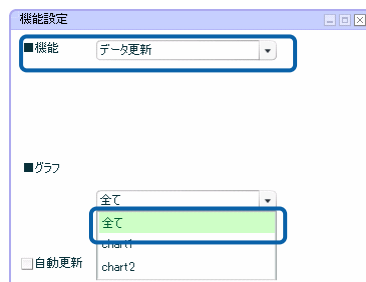 機能設定
■機能
データ更新
■グラフ
全て
全て
chart1
chart2
自動更新